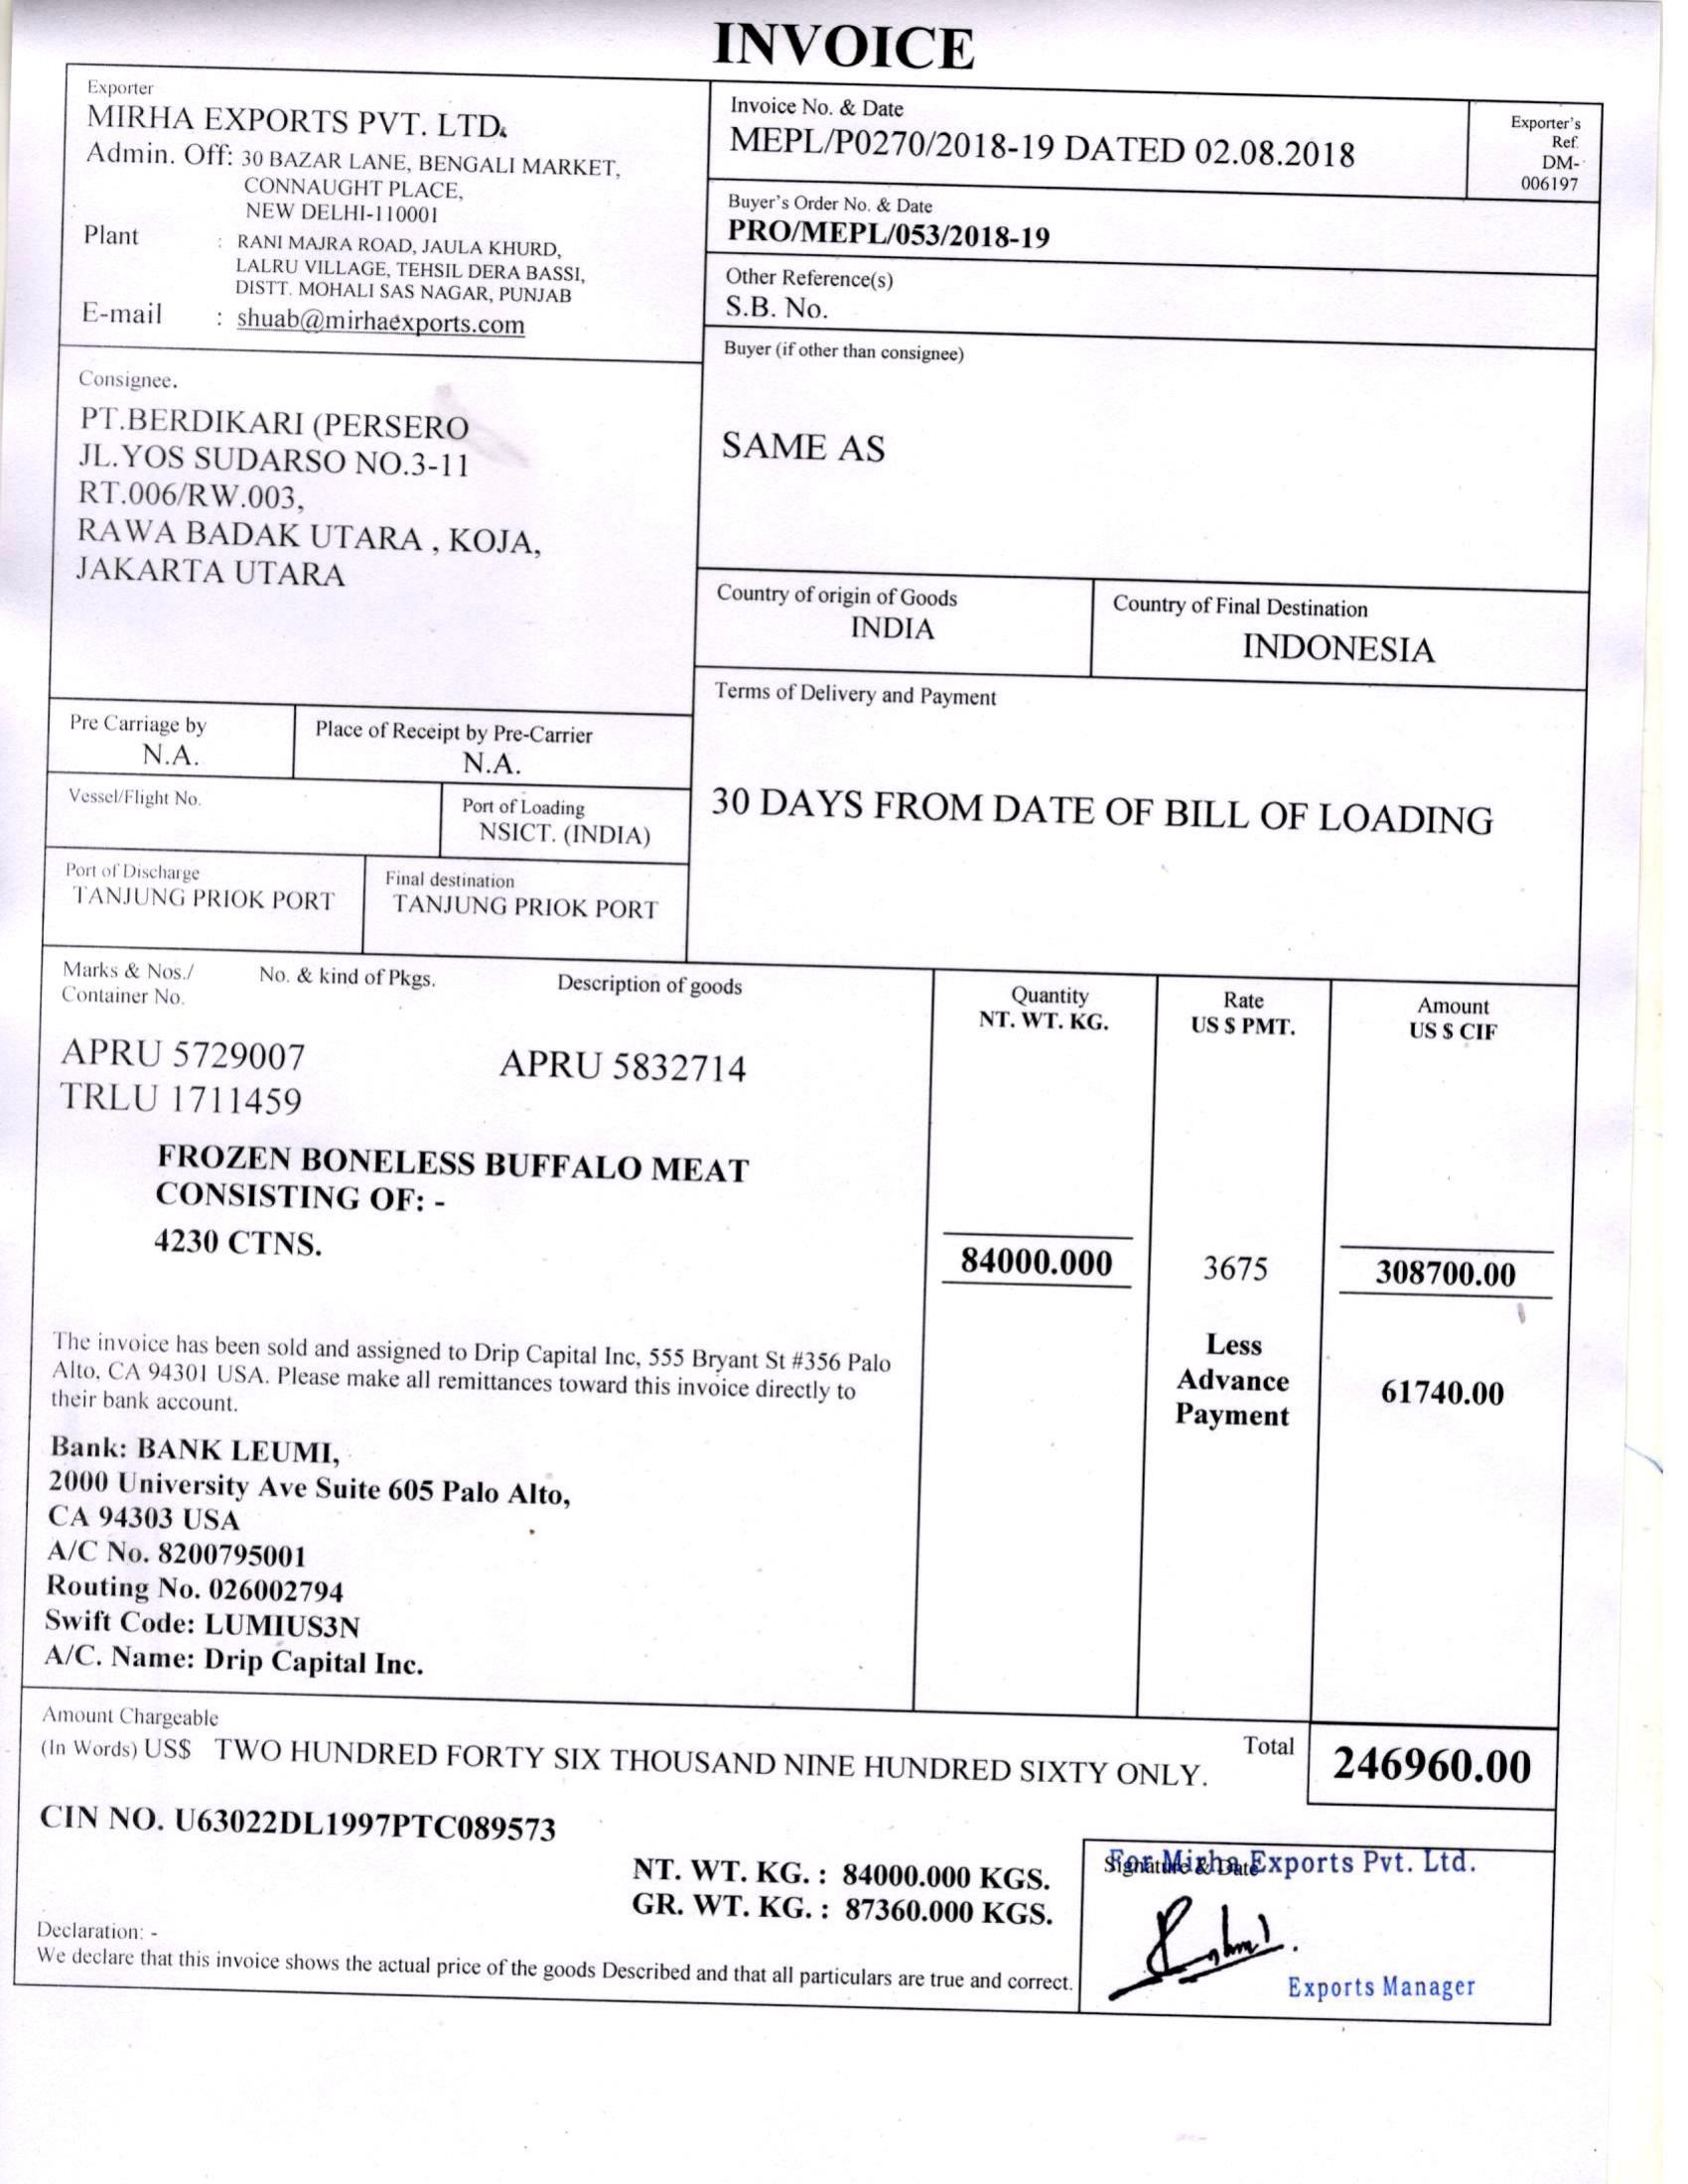 INVOICE
Exporter
MIRHA EXPORTS PVT. LTD.
Admin. Off: 30 BAZAR LANE, BENGALI MARKET,
CONNAUGHT PLACE,
NEW DELHI-110001
Plant : RANI MAJRA ROAD, JAULA KHURD,
LALRU VILLAGE, TEHSIL DERA BASSI,
DISTT. MOHALI SAS NAGAR, PUNJAB
E-mail : shuab@mirhaexports.com
Invoice No. & Date
MEPL/P0270/2018-19 DATED 02.08.2018
Exporter's
Ref.
DM-
006197
Buyer's Order No. & Date
PRO/MEPL/053/2018-19
Other Reference(s)
S.B. No.
Consignee.
PT.BERDIKARI (PERSERO
JL.YOS SUDARSO NO.3-11
RT.006/RW.003,
RAWA BADAK UTARA , KOJA,
JAKARTA UTARA
Buyer (if other than consignee)
SAME AS
Country of origin of Goods
INDIA
Country of Final Destination
INDONESIA
Pre Carriage by
N.A.
Place of Receipt by Pre-Carrier
N.A.
Vessel/Flight No.
Port of Loading
NSICT. (INDIA)
Port of Discharge
TANJUNG PRIOK PORT
Final destination
TANJUNG PRIOK PORT
Terms of Delivery and Payment
30 DAYS FROM DATE OF BILL OF LOADING
Marks & Nos./ No. & kind of Pkgs. Description of goods
Container No.
Quantity
NT. WT. KG.
Rate
US $ PMT.
Amount
US $ CIF
APRU 5729007 APRU 5832714
TRLU 1711459
FROZEN BONELESS BUFFALO MEAT
CONSISTING OF: -
4230 CTNS.
84000.000 3675 308700.00
The invoice has been sold and assigned to Drip Capital Inc, 555 Bryant St #356 Palo
Alto, CA 94301 USA. Please make all remittances toward this invoice directly to
their bank account.
Less
Advance
Payment
61740.00
Bank: BANK LEUMI,
2000 University Ave Suite 605 Palo Alto,
CA 94303 USA
A/C No. 8200795001
Routing No. 026002794
Swift Code: LUMIUS3N
A/C. Name: Drip Capital Inc.
Amount Chargeable
(In Words) US$ TWO HUNDRED FORTY SIX THOUSAND NINE HUNDRED SIXTY ONLY.
Total 246960.00
CIN NO. U63022DL1997PTC089573
NT. WT. KG. : 84000.000 KGS.
GR. WT. KG. : 87360.000 KGS.
Signature & Date
For Mirha Exports Pvt. Ltd.
Exports Manager
Declaration: -
We declare that this invoice shows the actual price of the goods Described and that all particulars are true and correct.